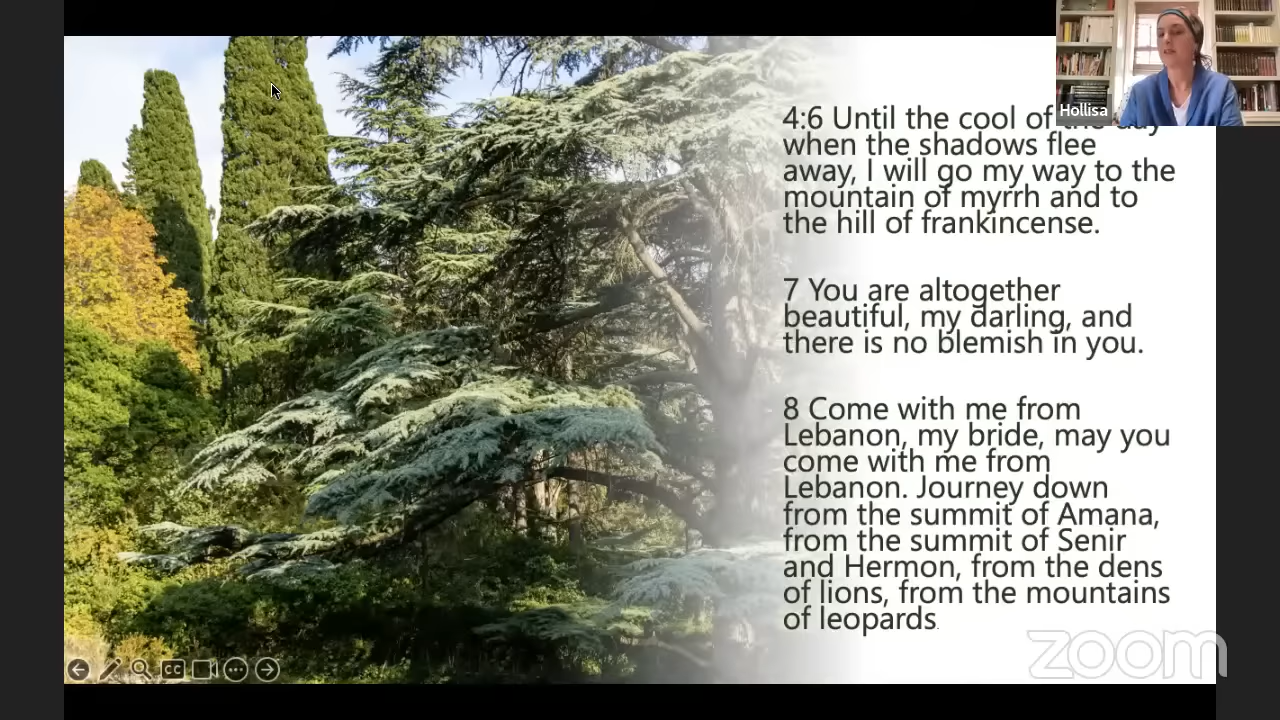 Hollisa
4:6 Until the cool of the day
when the shadows flee
away, I will go my way to the
mountain of myrrh and to
the hill of frankincense.
7 You are altogether
beautiful, my darling, and
there is no blemish in you.
8 Come with me from
Lebanon, my bride, may you
come with me from
Lebanon. Journey down
from the summit of Amana,
from the summit of Senir
and Hermon, from the dens
of lions, from the mountains
of leopards.
CC
zoom